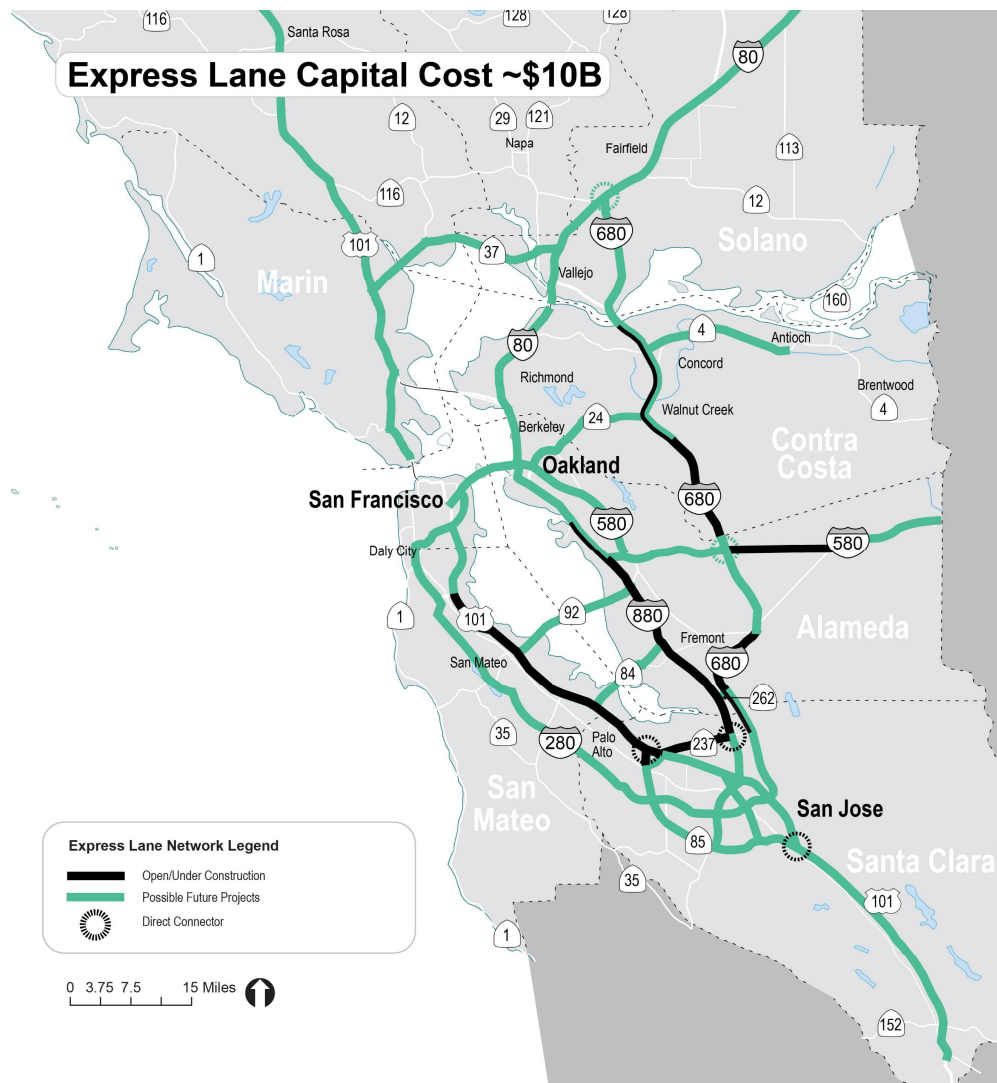 116
128
128
Santa Rosa
80
Express Lane Capital Cost ~$10B
12
29
121
Napa
Fairfield
113
116
12
680
Solano
101
37
1
Marin
Vallejo
160
4
Antioch
80
Concord
Richmond
Brentwood
4
Walnut Creek
24
Berkeley
Contra
Costa
Oakland
San Francisco
680
580
580
Daly City
92
880
1
101
Fremont
Alameda
San Mateo
680
84
262
35
280
Palo
Alto
237
San
Mateo
San Jose
85
Santa Clara
35
101
1
152
Express Lane Network Legend
Open/Under Construction
Possible Future Projects
Direct Connector
0 3.75 7.5 15 Miles